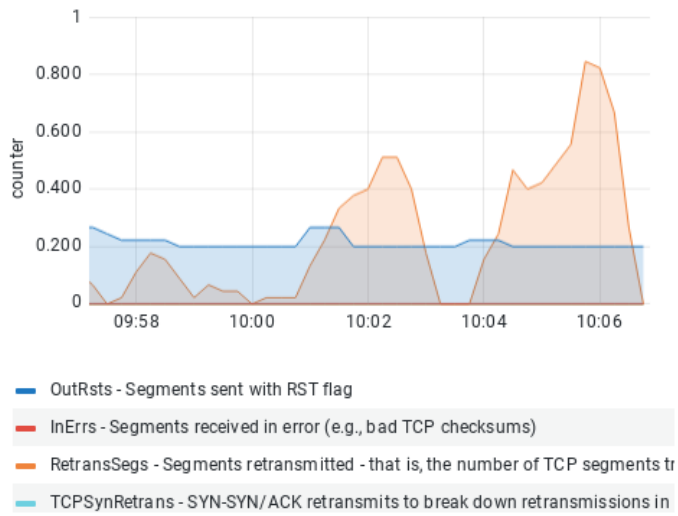 1
0.800
0.600
0.400
0.200
0
counter
09:58 10:00 10:02 10:04 10:06
OutRsts - Segments sent with RST flag
InErrs - Segments received in error (e.g., bad TCP checksums)
RetransSegs - Segments retransmitted - that is, the number of TCP segments
TCPSynRetrans - SYN-SYN/ACK retransmits to break down retransmissions in